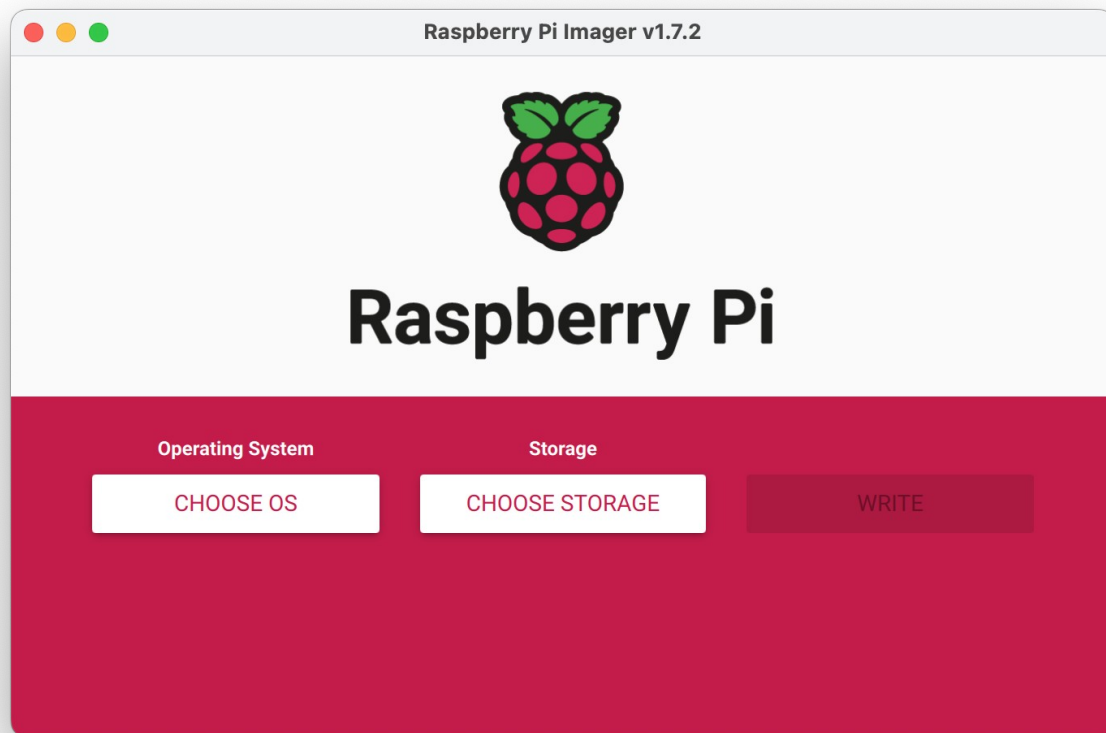 Raspberry Pi Imager v1.7.2
Raspberry Pi
Operating System
Storage
CHOOSE OS
CHOOSE STORAGE
WRITE